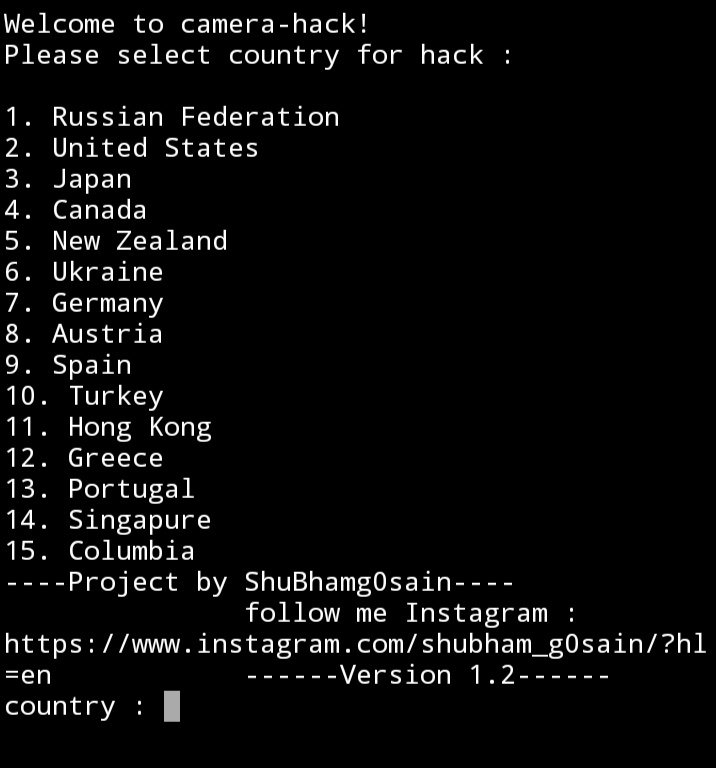 Welcome to camera-hack!
Please select country for hack :
1. Russian Federation
2. United States
3. Japan
4. Canada
5. New Zealand
6. Ukraine
7. Germany
8. Austria
9. Spain
10. Turkey
11. Hong Kong
12. Greece
13. Portugal
14. Singapure
15. Columbia
----Project by ShuBhamg0sain----
follow me Instagram :
https://www.instagram.com/shubham_g0sain/?hl
=en ------Version 1.2------
country :